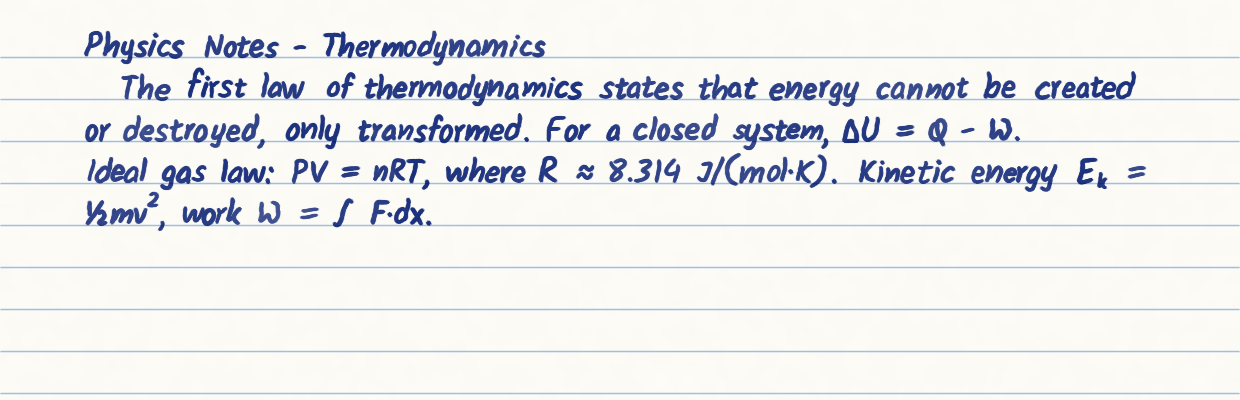 Physics Notes - Thermodynamics
The first law of thermodynamics states that energy cannot be created
or destroyed, only transformed. For a closed system, ΔU = Q - W.
Ideal gas law: PV = nRT, where R ≈ 8.314 J/(mol·K). Kinetic energy Eₖ =
½mv², work W = ∫ F·dx.